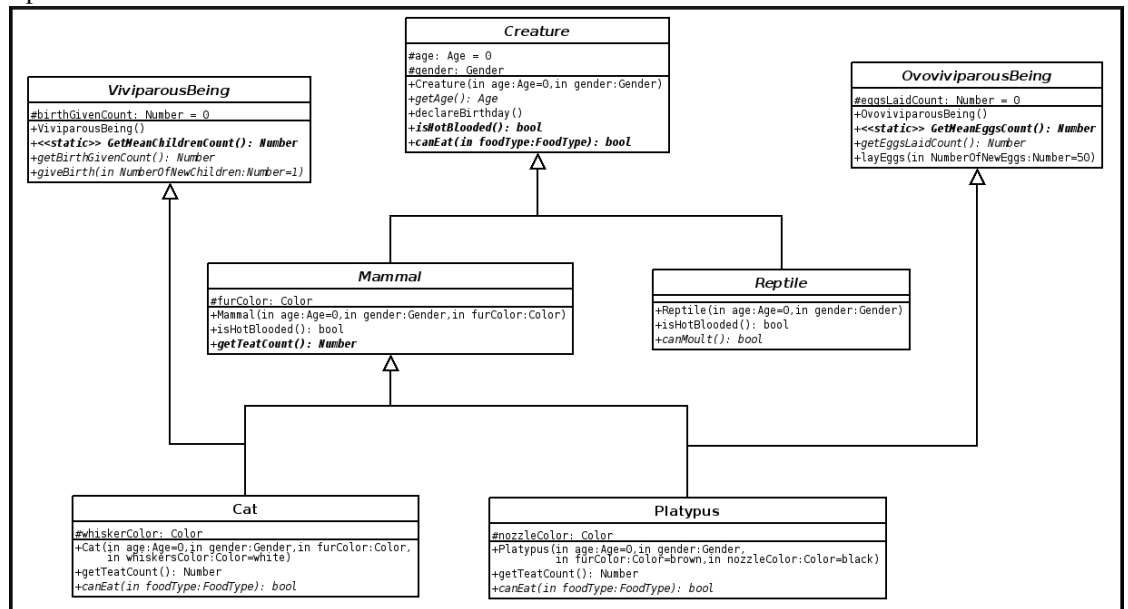 Creature
#age: Age = 0
#gender: Gender
+Creature(in age:Age=0,in gender:Gender)
+getAge(): Age
+declareBirthday()
+isHotBlooded(): bool
+canEat(in foodType:FoodType): bool
ViviparousBeing
#birthGivenCount: Number = 0
+ViviparousBeing()
+<<static>> GetMeanChildrenCount(): Number
+getBirthGivenCount(): Number
+giveBirth(in NumberOfNewChildren:Number=1)
OvoviviparousBeing
#eggsLaidCount: Number = 0
+OvoviviparousBeing()
+<<static>> GetMeanEggsCount(): Number
+getEggsLaidCount(): Number
+layEggs(in NumberOfNewEggs:Number=50)
Mammal
#furColor: Color
+Mammal(in age:Age=0,in gender:Gender,in furColor:Color)
+isHotBlooded(): bool
+getTeatCount(): Number
Reptile
+Reptile(in age:Age=0,in gender:Gender)
+isHotBlooded(): bool
+canMoult(): bool
Cat
#whiskerColor: Color
+Cat(in age:Age=0,in gender:Gender,in furColor:Color,
in whiskersColor:Color=white)
+getTeatCount(): Number
+canEat(in foodType:FoodType): bool
Platypus
#nozzleColor: Color
+Platypus(in age:Age=0,in gender:Gender,
in furColor:Color=brown,in nozzleColor:Color=black)
+getTeatCount(): Number
+canEat(in foodType:FoodType): bool